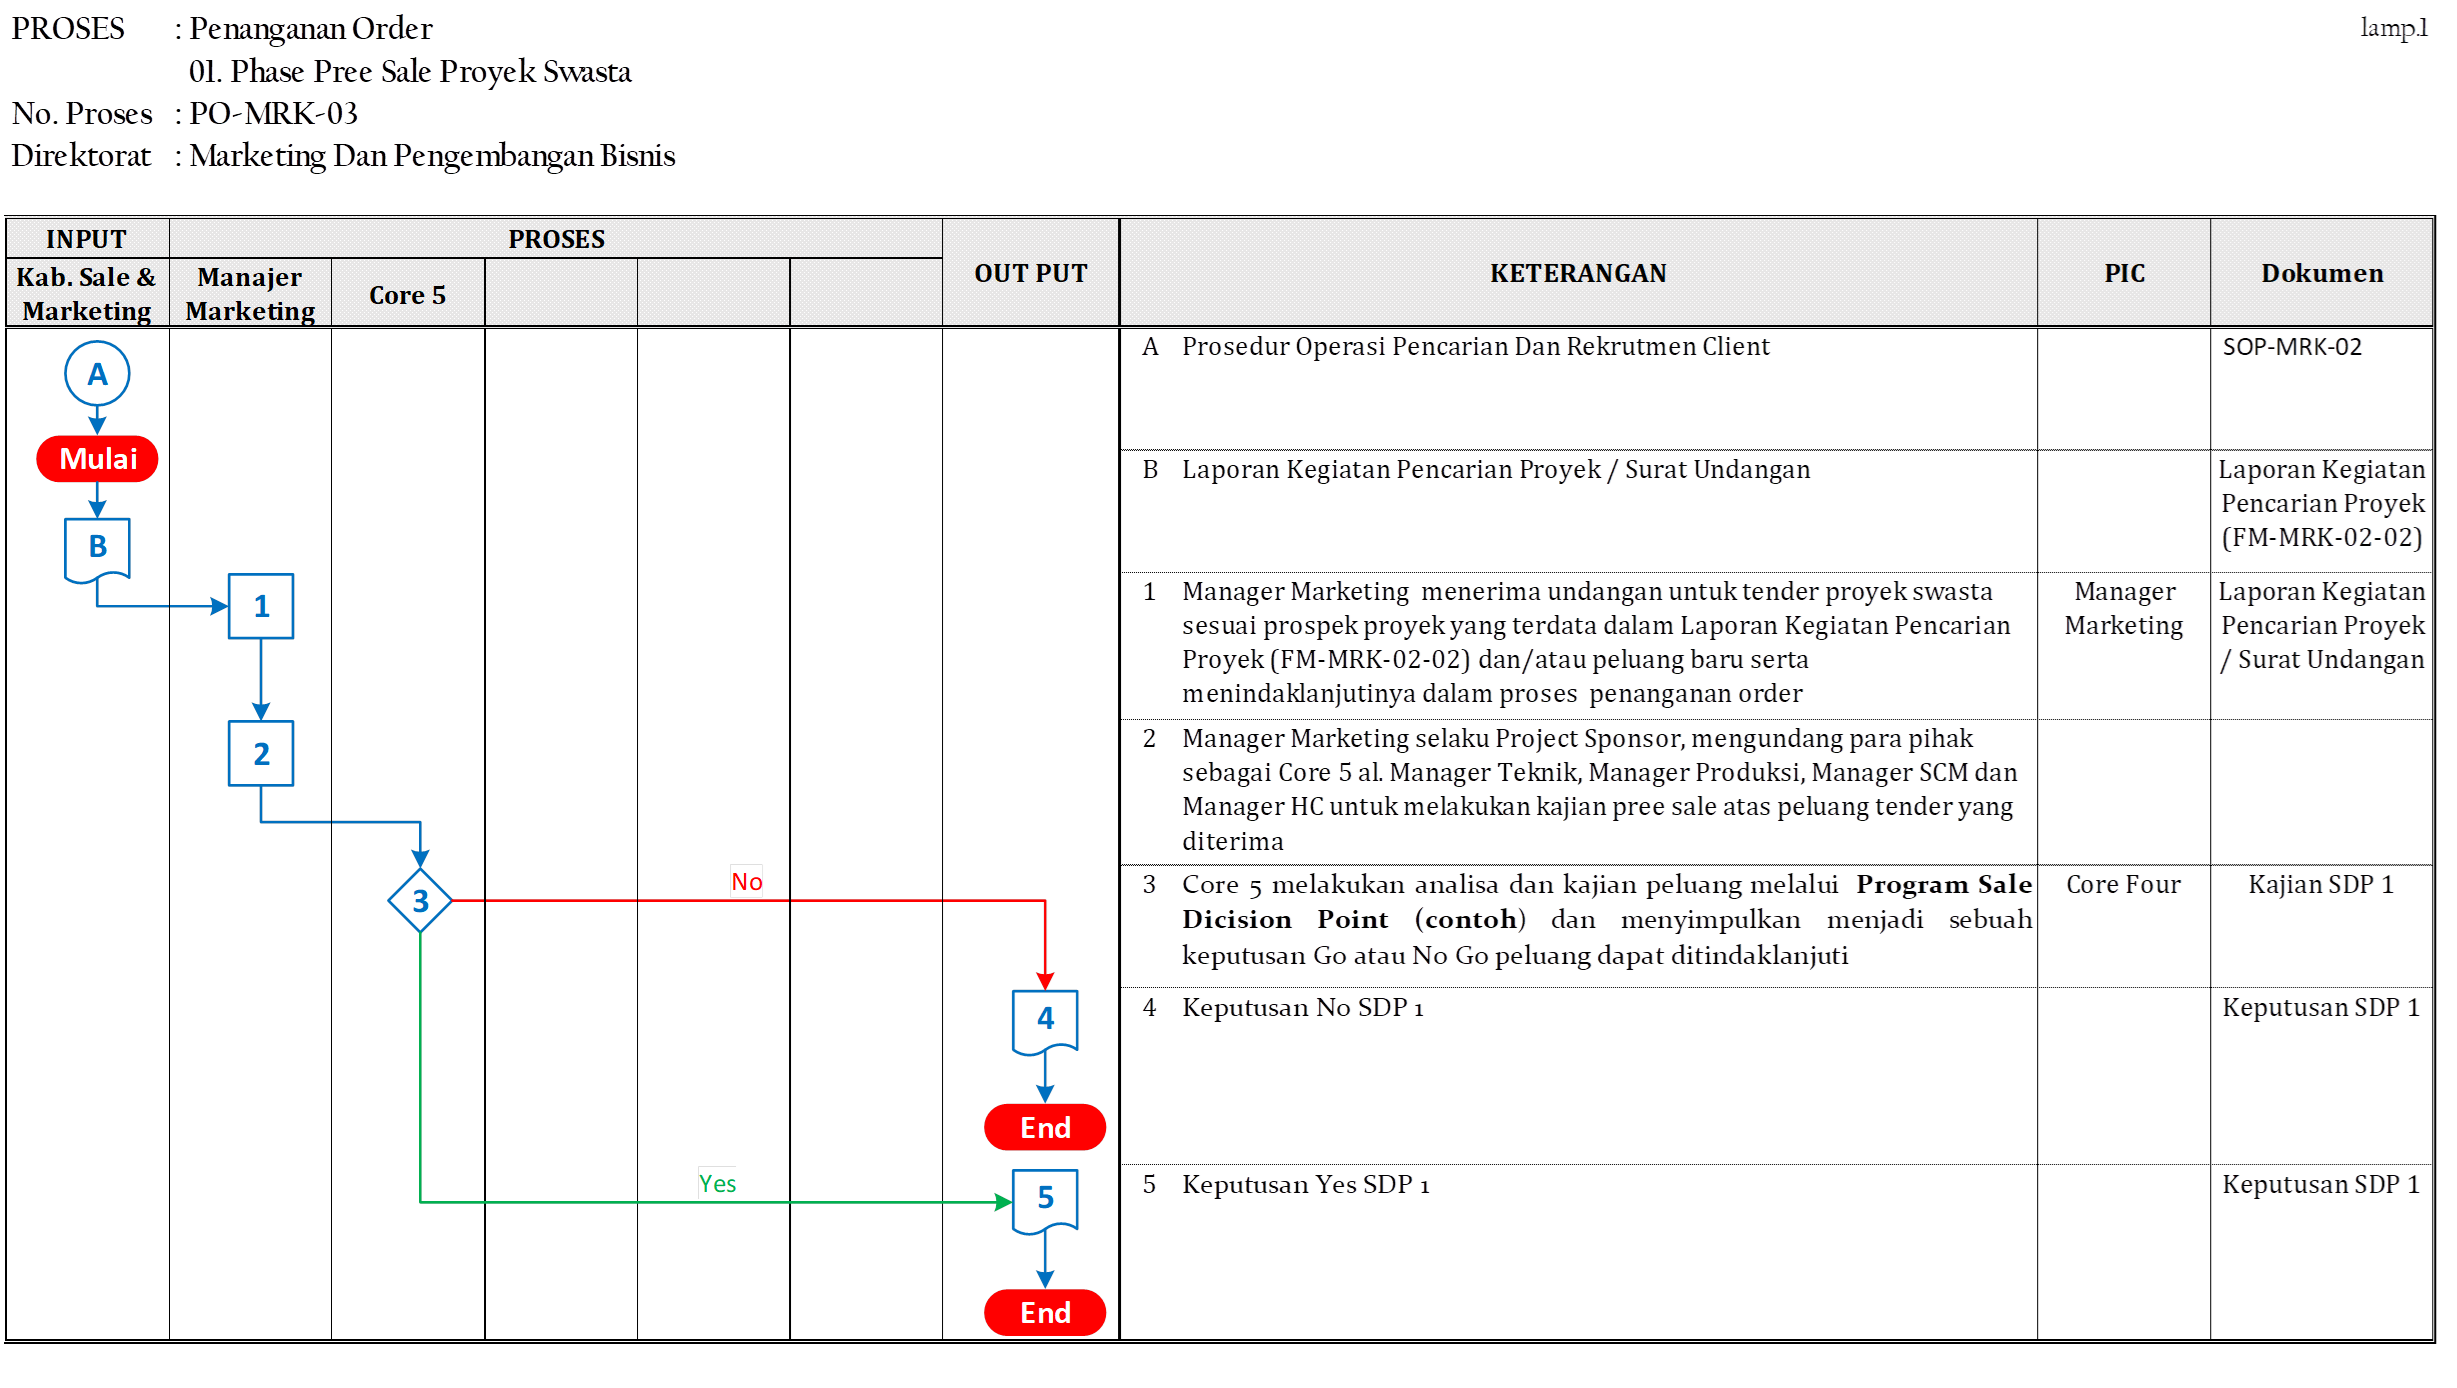 PROSES : Penanganan Order
lamp.1
01. Phase Pree Sale Proyek Swasta
No. Proses : PO-MRK-03
Direktorat : Marketing Dan Pengembangan Bisnis
INPUT
PROSES
OUT PUT
KETERANGAN
PIC
Dokumen
Kab. Sale &
Marketing
Manajer
Marketing
Core 5
A
Mulai
B
1
2
3
No
4
End
Yes
5
End
A Prosedur Operasi Pencarian Dan Rekrutmen Client
SOP-MRK-02
B Laporan Kegiatan Pencarian Proyek / Surat Undangan
Laporan Kegiatan
Pencarian Proyek
(FM-MRK-02-02)
1 Manager Marketing menerima undangan untuk tender proyek swasta
sesuai prospek proyek yang terdata dalam Laporan Kegiatan Pencarian
Proyek (FM-MRK-02-02) dan/atau peluang baru serta
menindaklanjutinya dalam proses penanganan order
Manager
Marketing
Laporan Kegiatan
Pencarian Proyek
/ Surat Undangan
2 Manager Marketing selaku Project Sponsor, mengundang para pihak
sebagai Core 5 al. Manager Teknik, Manager Produksi, Manager SCM dan
Manager HC untuk melakukan kajian pree sale atas peluang tender yang
diterima
3 Core 5 melakukan analisa dan kajian peluang melalui Program Sale
Dicision Point (contoh) dan menyimpulkan menjadi sebuah
keputusan Go atau No Go peluang dapat ditindaklanjuti
Core Four
Kajian SDP 1
4 Keputusan No SDP 1
Keputusan SDP 1
5 Keputusan Yes SDP 1
Keputusan SDP 1